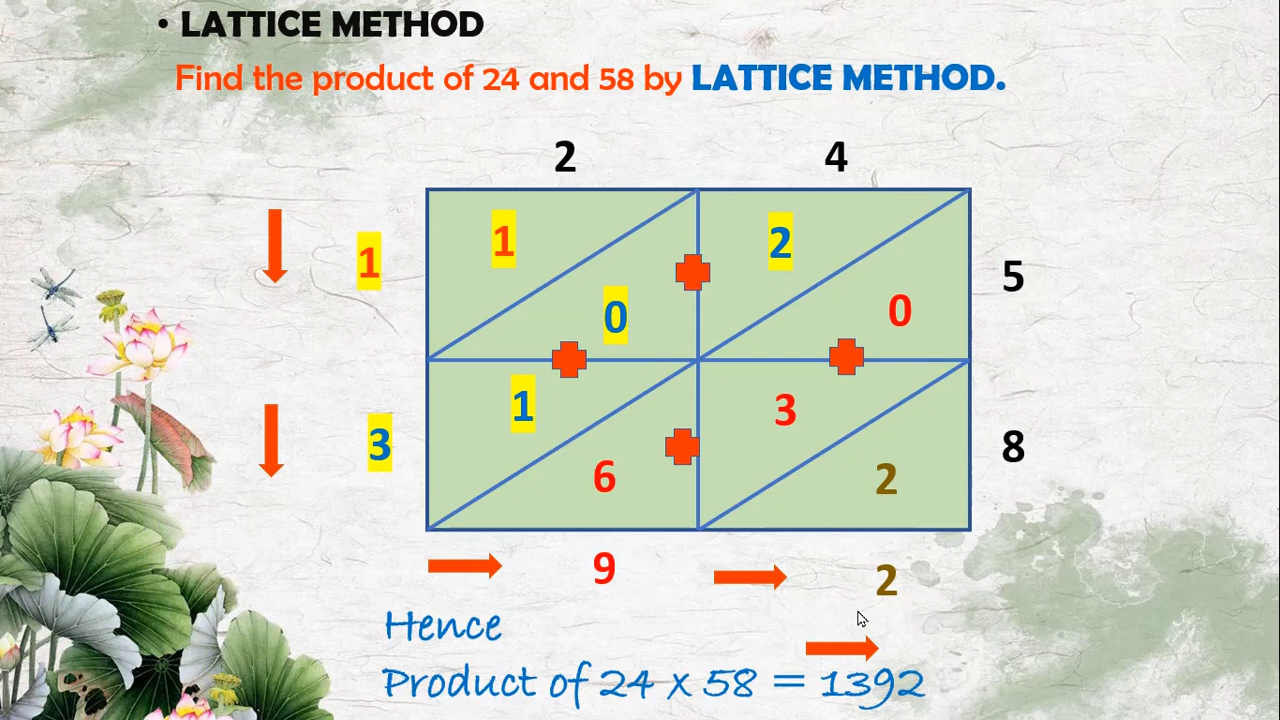 • LATTICE METHOD
Find the product of 24 and 58 by LATTICE METHOD.
2 4
1 1 2 5
0 0
3 1 3 8
6 2
9 2
Hence
Product of 24 x 58 = 1392